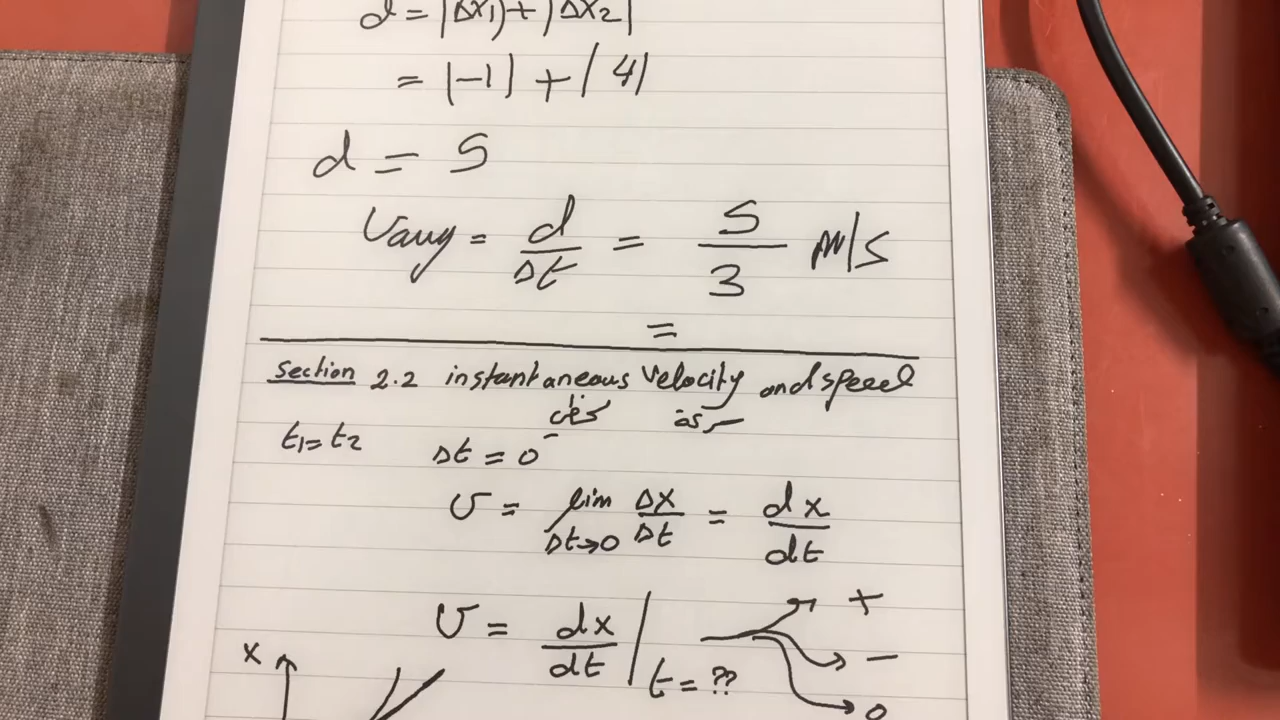 d = |Δx₁| + |Δx₂|
= |-1| + |4|
d = 5
Vavg = d/Δt = 5/3 m/s
=
Section 2.2 instantaneous Velocity and speed
t₁ = t₂ Δt = 0
v = lim Δt→0 Δx/Δt = dx/dt
v = dx/dt | t = ?? + - 0
x